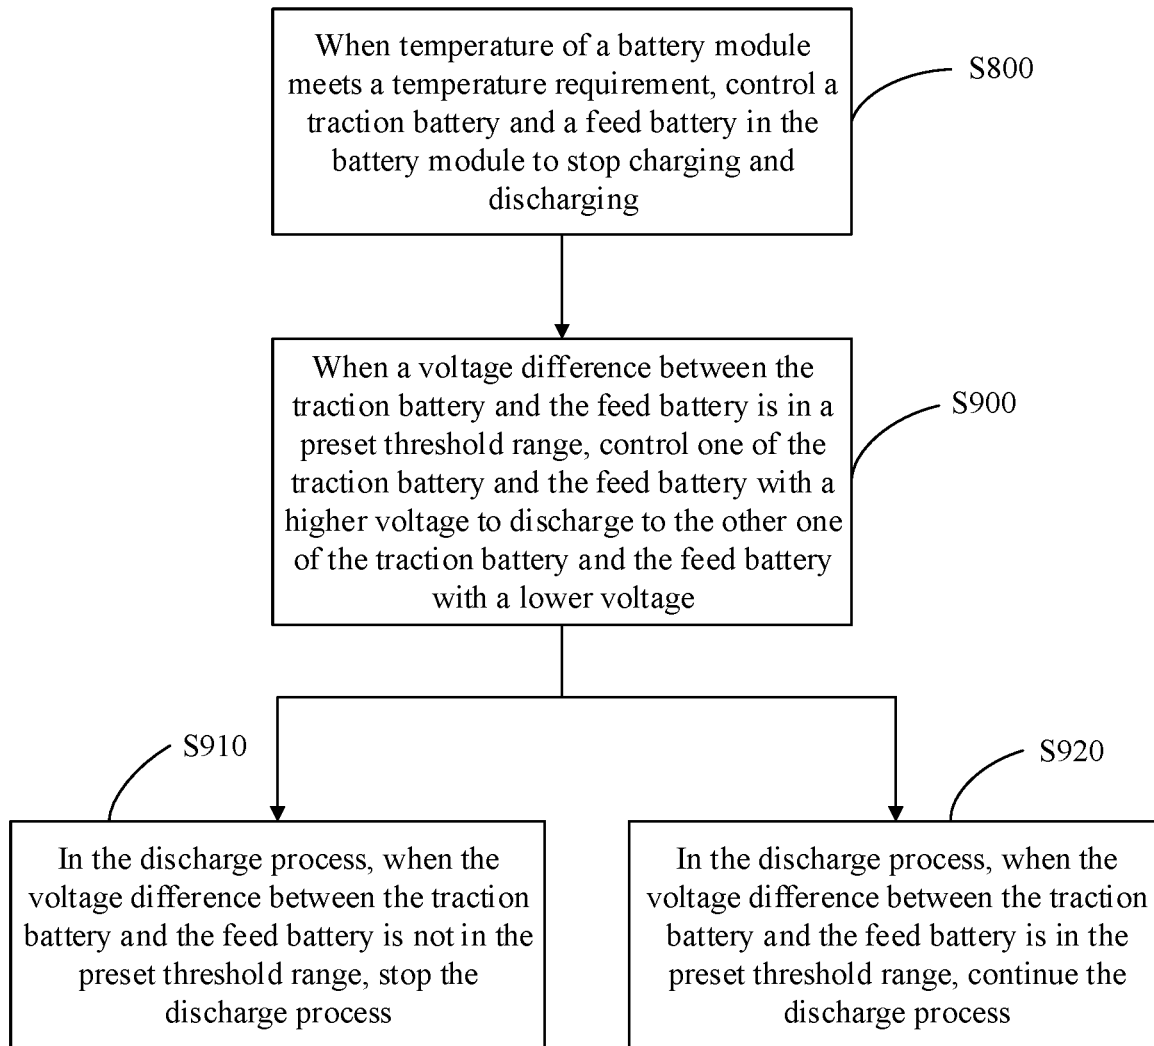 When temperature of a battery module
meets a temperature requirement, control a
traction battery and a feed battery in the
battery module to stop charging and
discharging
S800
When a voltage difference between the
traction battery and the feed battery is in a
preset threshold range, control one of the
traction battery and the feed battery with a
higher voltage to discharge to the other one
of the traction battery and the feed battery
with a lower voltage
S900
S910
In the discharge process, when the
voltage difference between the traction
battery and the feed battery is not in the
preset threshold range, stop the
discharge process
S920
In the discharge process, when the
voltage difference between the traction
battery and the feed battery is in the
preset threshold range, continue the
discharge process